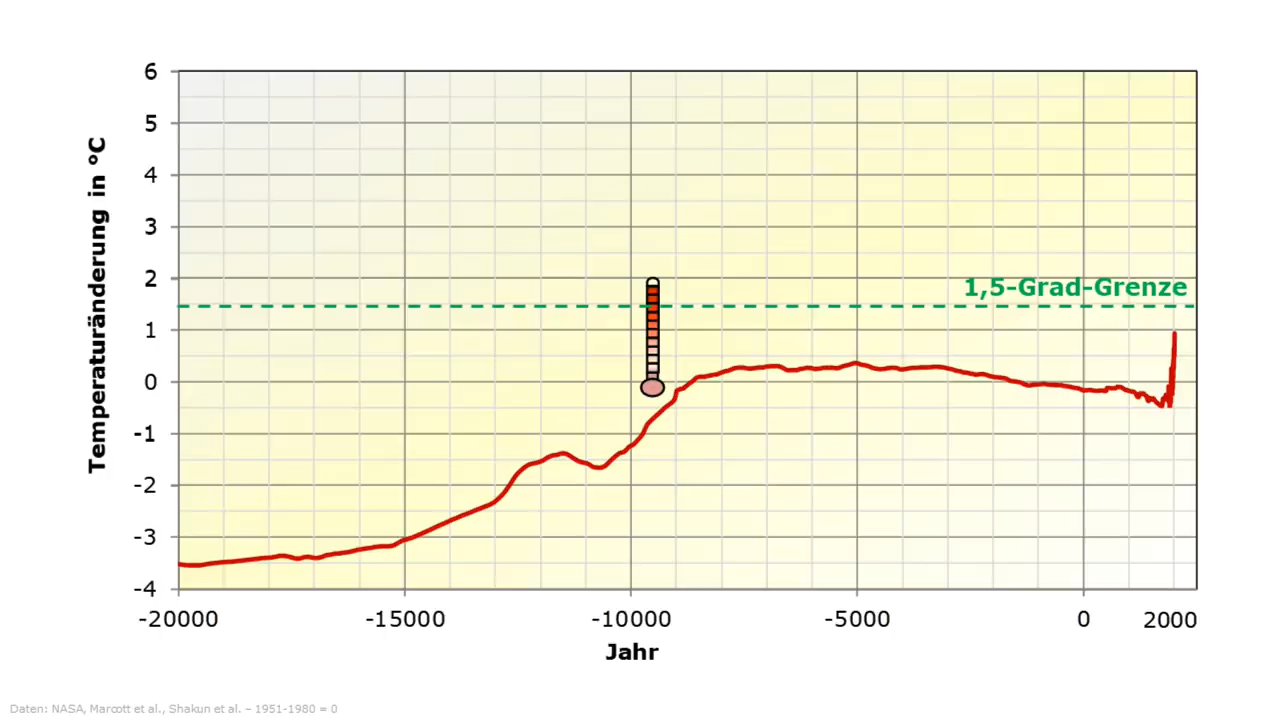 6
5
4
3
2
1
0
-1
-2
-3
-4
Temperaturänderung in °C
1,5-Grad-Grenze
-20000 -15000 -10000 -5000 0 2000
Jahr
Daten: NASA, Marcott et al., Shakun et al. – 1951-1980 = 0